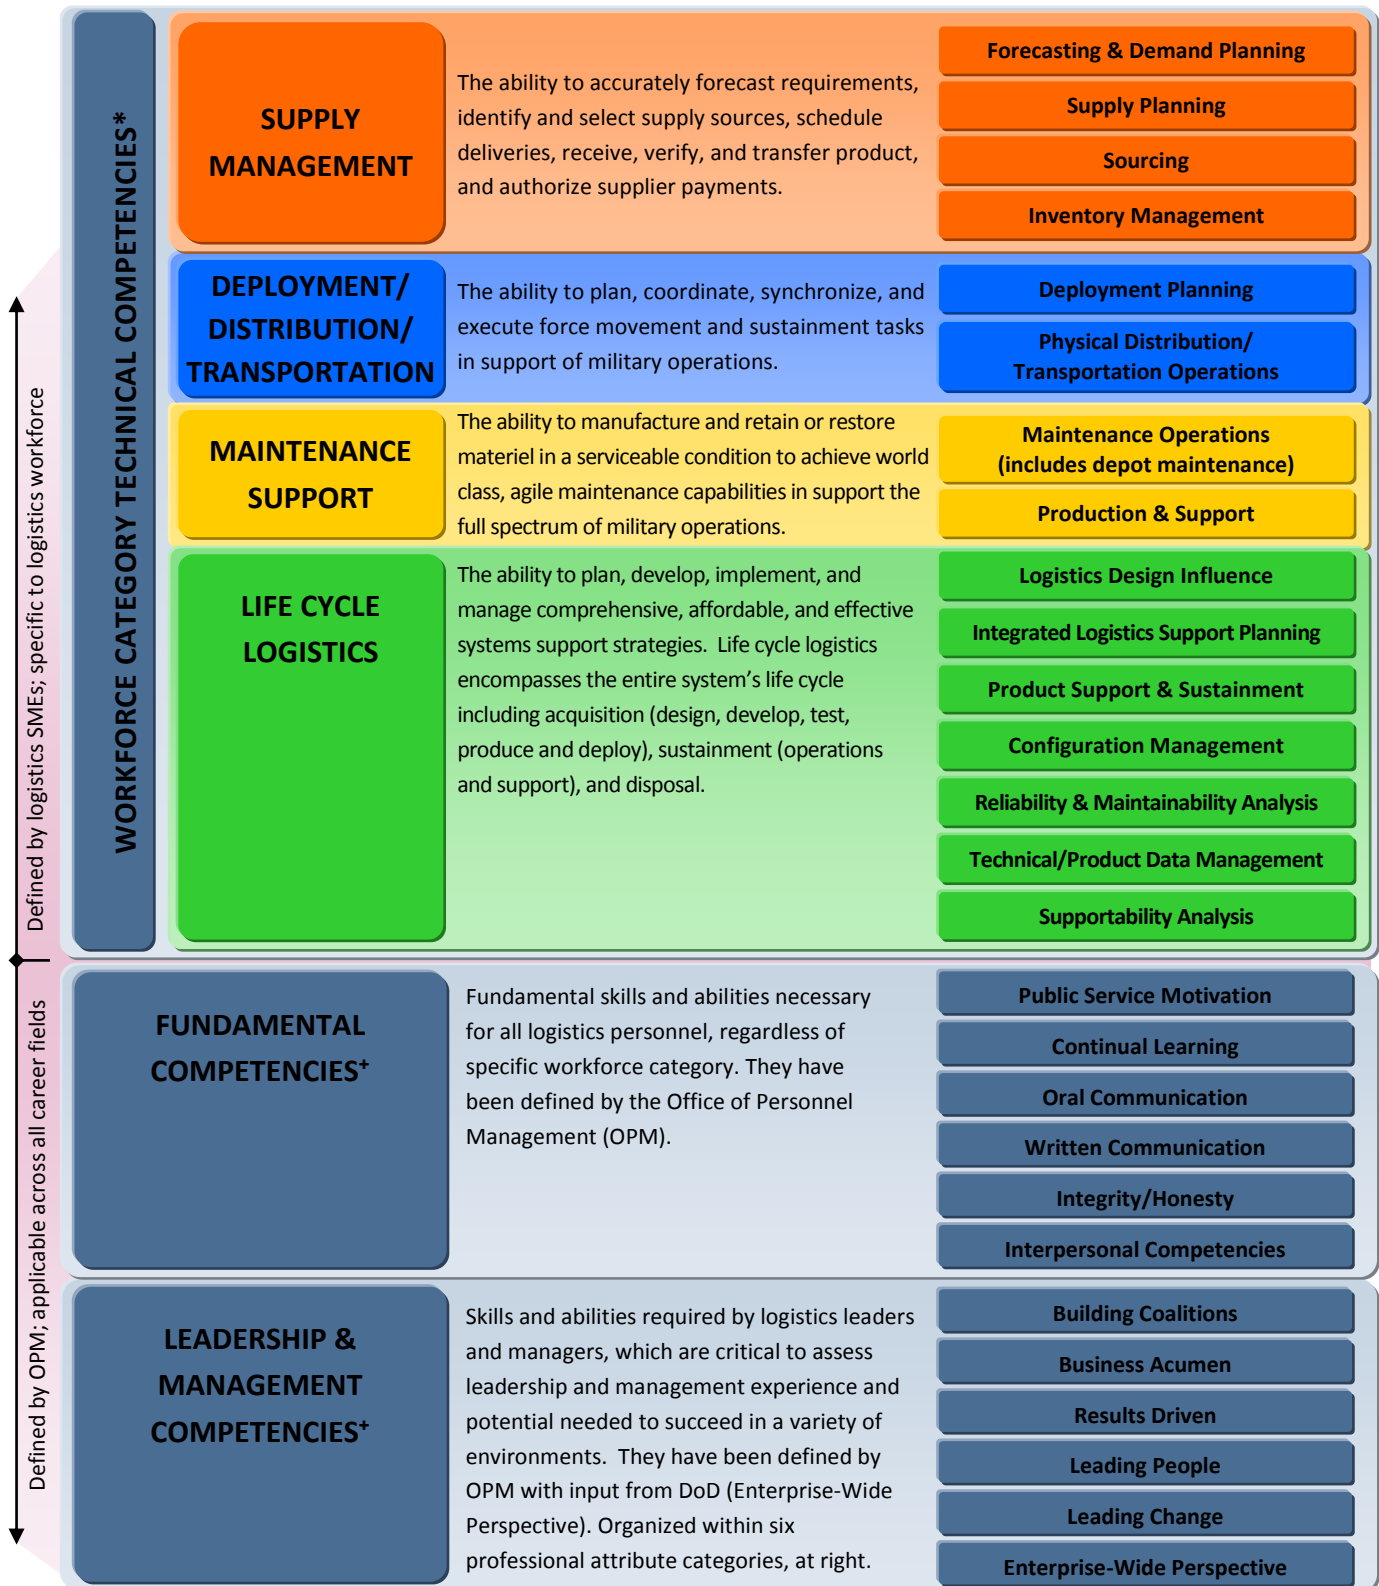 WORKFORCE CATEGORY TECHNICAL COMPETENCIES*
Defined by logistics SMEs; specific to logistics workforce
SUPPLY
MANAGEMENT
The ability to accurately forecast requirements,
identify and select supply sources, schedule
deliveries, receive, verify, and transfer product,
and authorize supplier payments.
Forecasting & Demand Planning
Supply Planning
Sourcing
Inventory Management
DEPLOYMENT/
DISTRIBUTION/
TRANSPORTATION
The ability to plan, coordinate, synchronize, and
execute force movement and sustainment tasks
in support of military operations.
Deployment Planning
Physical Distribution/
Transportation Operations
MAINTENANCE
SUPPORT
The ability to manufacture and retain or restore
materiel in a serviceable condition to achieve world
class, agile maintenance capabilities in support the
full spectrum of military operations.
Maintenance Operations
(includes depot maintenance)
Production & Support
LIFE CYCLE
LOGISTICS
The ability to plan, develop, implement, and
manage comprehensive, affordable, and effective
systems support strategies.  Life cycle logistics
encompasses the entire system's life cycle
including acquisition (design, develop, test,
produce and deploy), sustainment (operations
and support), and disposal.
Logistics Design Influence
Integrated Logistics Support Planning
Product Support & Sustainment
Configuration Management
Reliability & Maintainability Analysis
Technical/Product Data Management
Supportability Analysis
Defined by OPM; applicable across all career fields
FUNDAMENTAL
COMPETENCIES⁺
Fundamental skills and abilities necessary
for all logistics personnel, regardless of
specific workforce category. They have
been defined by the Office of Personnel
Management (OPM).
Public Service Motivation
Continual Learning
Oral Communication
Written Communication
Integrity/Honesty
Interpersonal Competencies
LEADERSHIP &
MANAGEMENT
COMPETENCIES⁺
Skills and abilities required by logistics leaders
and managers, which are critical to assess
leadership and management experience and
potential needed to succeed in a variety of
environments.  They have been defined by
OPM with input from DoD (Enterprise-Wide
Perspective). Organized within six
professional attribute categories, at right.
Building Coalitions
Business Acumen
Results Driven
Leading People
Leading Change
Enterprise-Wide Perspective